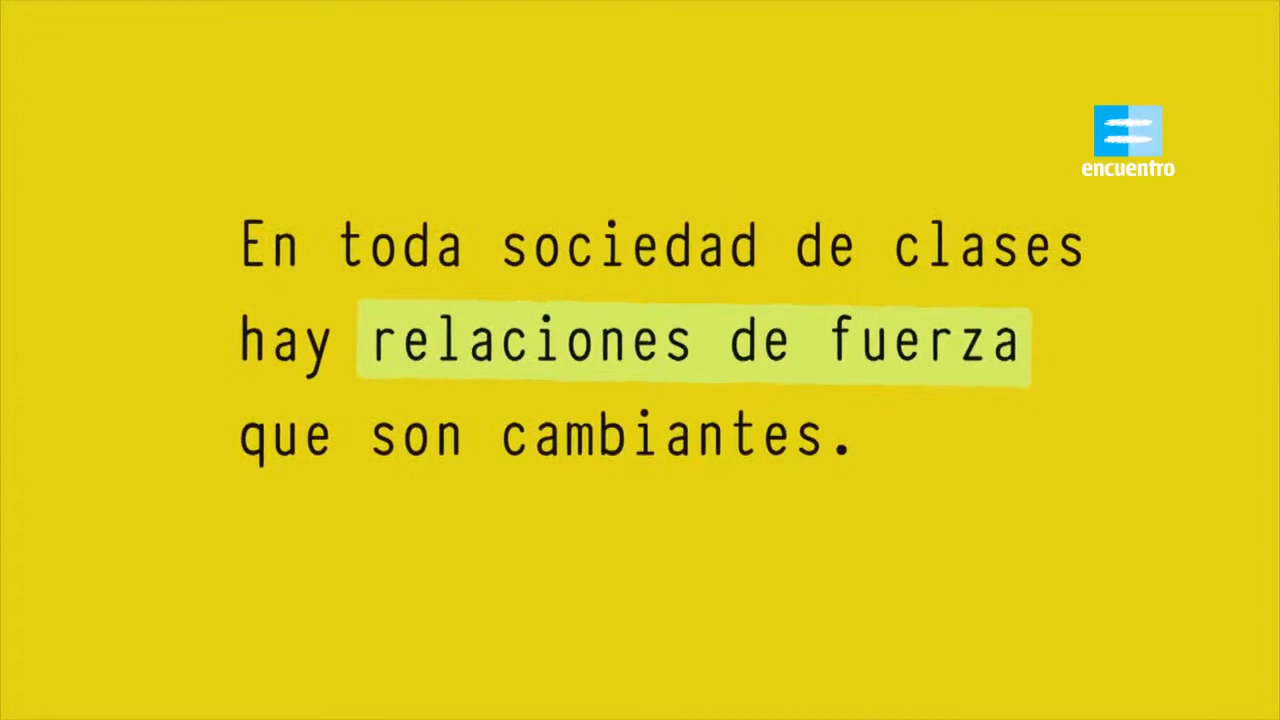 encuentro
En toda sociedad de clases
hay relaciones de fuerza
que son cambiantes.